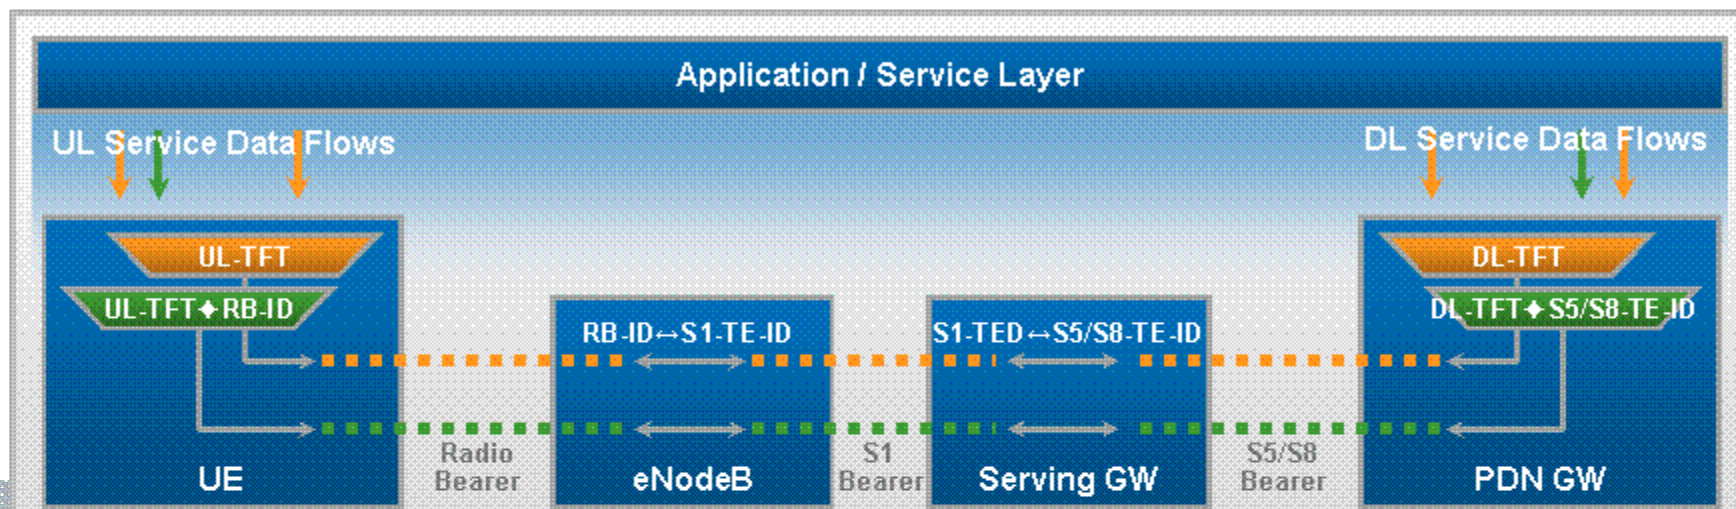 Application / Service Layer
UL Service Data Flows
DL Service Data Flows
UL-TFT
DL-TFT
UL-TFT✦RB-ID
DL-TFT✦S5/S8-TE-ID
RB-ID↔S1-TE-ID
S1-TED↔S5/S8-TE-ID
Radio
Bearer
S1
Bearer
S5/S8
Bearer
UE
eNodeB
Serving GW
PDN GW